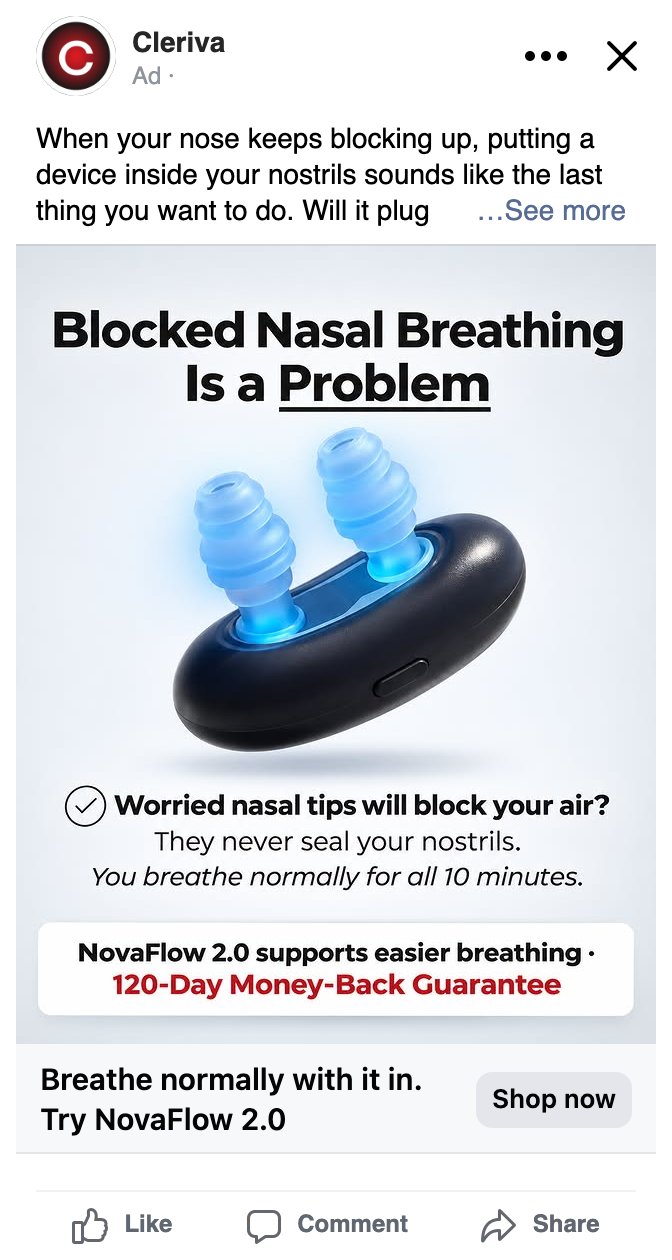 C
Cleriva
Ad ·
When your nose keeps blocking up, putting a
device inside your nostrils sounds like the last
thing you want to do. Will it plug ...See more
Blocked Nasal Breathing
Is a Problem
Worried nasal tips will block your air?
They never seal your nostrils.
You breathe normally for all 10 minutes.
NovaFlow 2.0 supports easier breathing ·
120-Day Money-Back Guarantee
Breathe normally with it in.
Try NovaFlow 2.0
Shop now
Like Comment Share